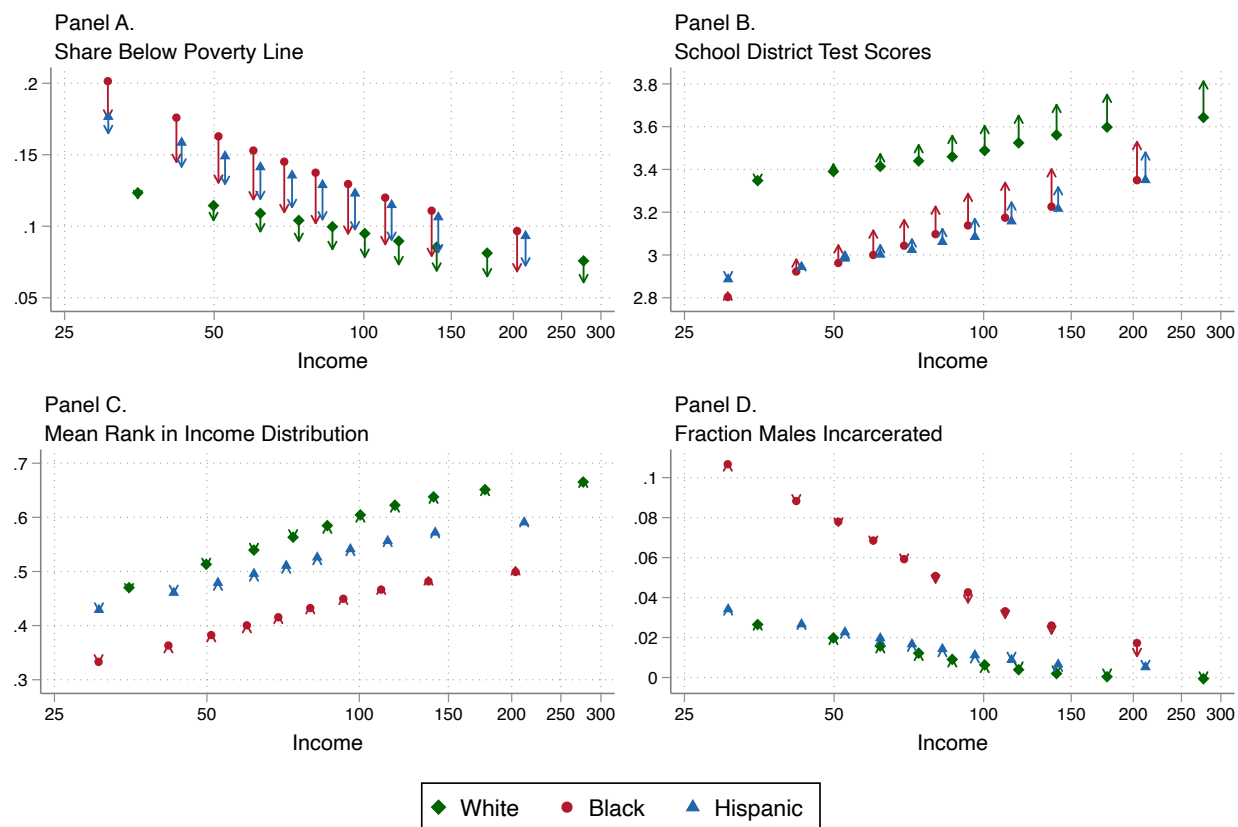 Panel A.
Share Below Poverty Line
.2
.15
.1
.05
25 50 100 150 200 250 300
Income
Panel B.
School District Test Scores
3.8
3.6
3.4
3.2
3
2.8
25 50 100 150 200 250 300
Income
Panel C.
Mean Rank in Income Distribution
.7
.6
.5
.4
.3
25 50 100 150 200 250 300
Income
Panel D.
Fraction Males Incarcerated
.1
.08
.06
.04
.02
0
25 50 100 150 200 250 300
Income
White Black Hispanic